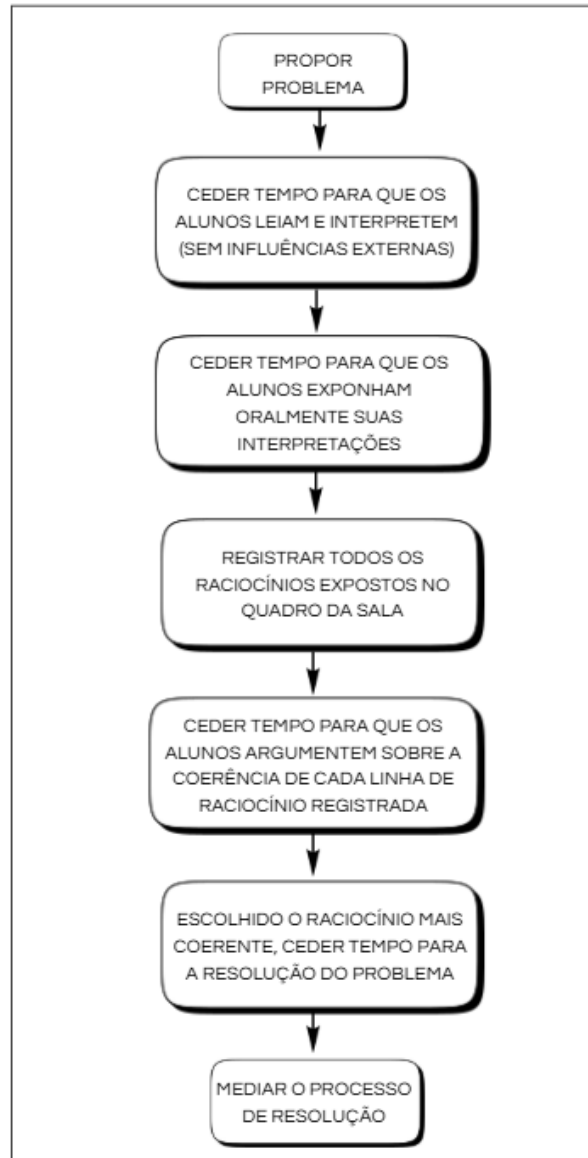 PROPOR
PROBLEMA
CEDER TEMPO PARA QUE OS
ALUNOS LEIAM E INTERPRETEM
(SEM INFLUÊNCIAS EXTERNAS)
CEDER TEMPO PARA QUE OS
ALUNOS EXPONHAM
ORALMENTE SUAS
INTERPRETAÇÕES
REGISTRAR TODOS OS
RACIOCÍNIOS EXPOSTOS NO
QUADRO DA SALA
CEDER TEMPO PARA QUE OS
ALUNOS ARGUMENTEM SOBRE A
COERÊNCIA DE CADA LINHA DE
RACIOCÍNIO REGISTRADA
ESCOLHIDO O RACIOCÍNIO MAIS
COERENTE, CEDER TEMPO PARA
A RESOLUÇÃO DO PROBLEMA
MEDIAR O PROCESSO
DE RESOLUÇÃO